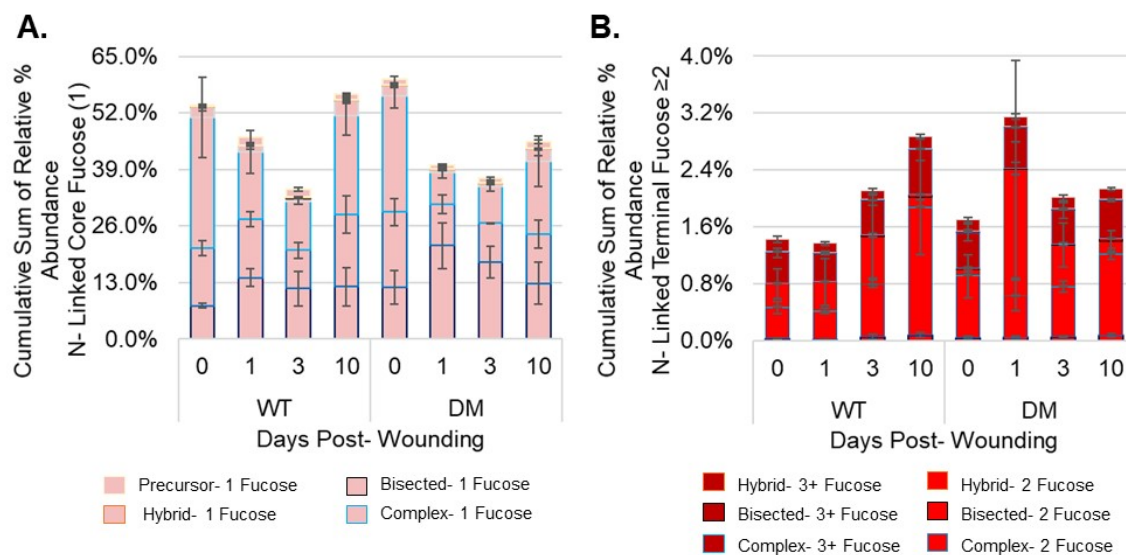 A.
Cumulative Sum of Relative %
Abundance
N- Linked Core Fucose (1)
65.0%
52.0%
39.0%
26.0%
13.0%
0.0%
0 1 3 10 0 1 3 10
WT DM
Days Post- Wounding
Precursor- 1 Fucose Bisected- 1 Fucose
Hybrid- 1 Fucose Complex- 1 Fucose
B.
Cumulative Sum of Relative %
Abundance
N- Linked Terminal Fucose ≥2
4.0%
3.2%
2.4%
1.6%
0.8%
0.0%
0 1 3 10 0 1 3 10
WT DM
Days Post- Wounding
Hybrid- 3+ Fucose Hybrid- 2 Fucose
Bisected- 3+ Fucose Bisected- 2 Fucose
Complex- 3+ Fucose Complex- 2 Fucose